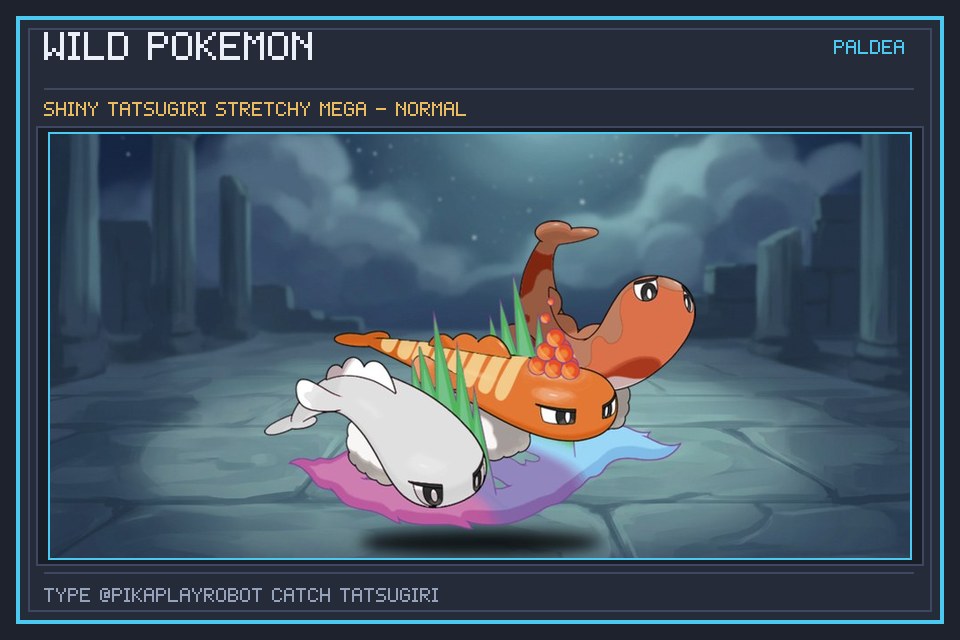 WILD POKEMON
PALDEA
SHINY TATSUGIRI STRETCHY MEGA - NORMAL
TYPE @PIKAPLAYROBOT CATCH TATSUGIRI